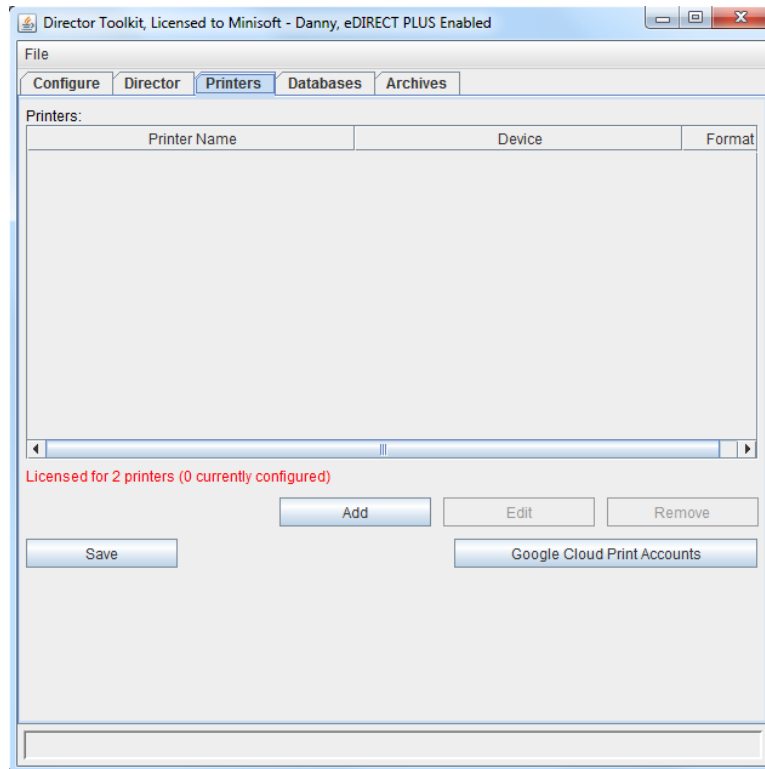 Director Toolkit, Licensed to Minisoft - Danny, eDIRECT PLUS Enabled
File
Configure Director Printers Databases Archives
Printers:
Printer Name Device Format
Licensed for 2 printers (0 currently configured)
Add Edit Remove
Save Google Cloud Print Accounts